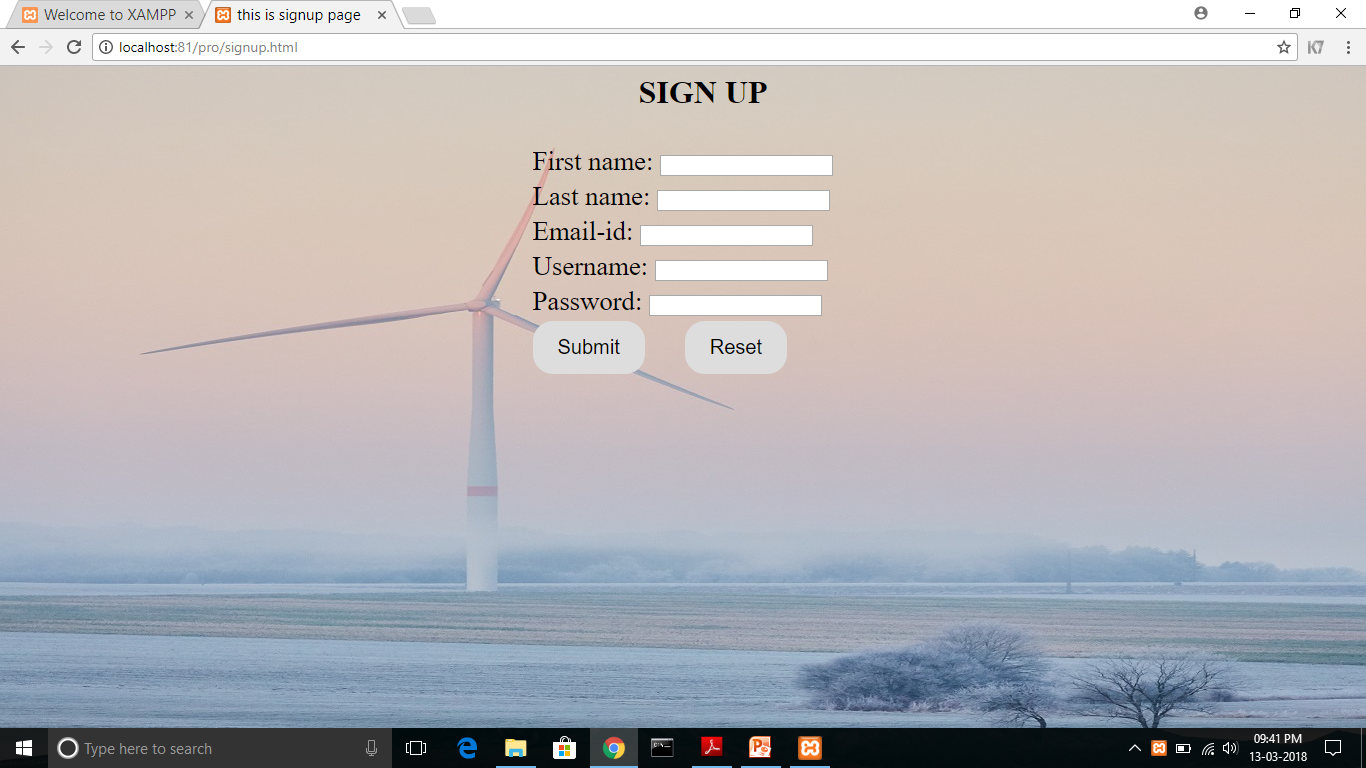 Welcome to XAMPP
this is signup page
localhost:81/pro/signup.html
K7
SIGN UP
First name:
Last name:
Email-id:
Username:
Password:
Submit
Reset
Type here to search
09:41 PM
13-03-2018